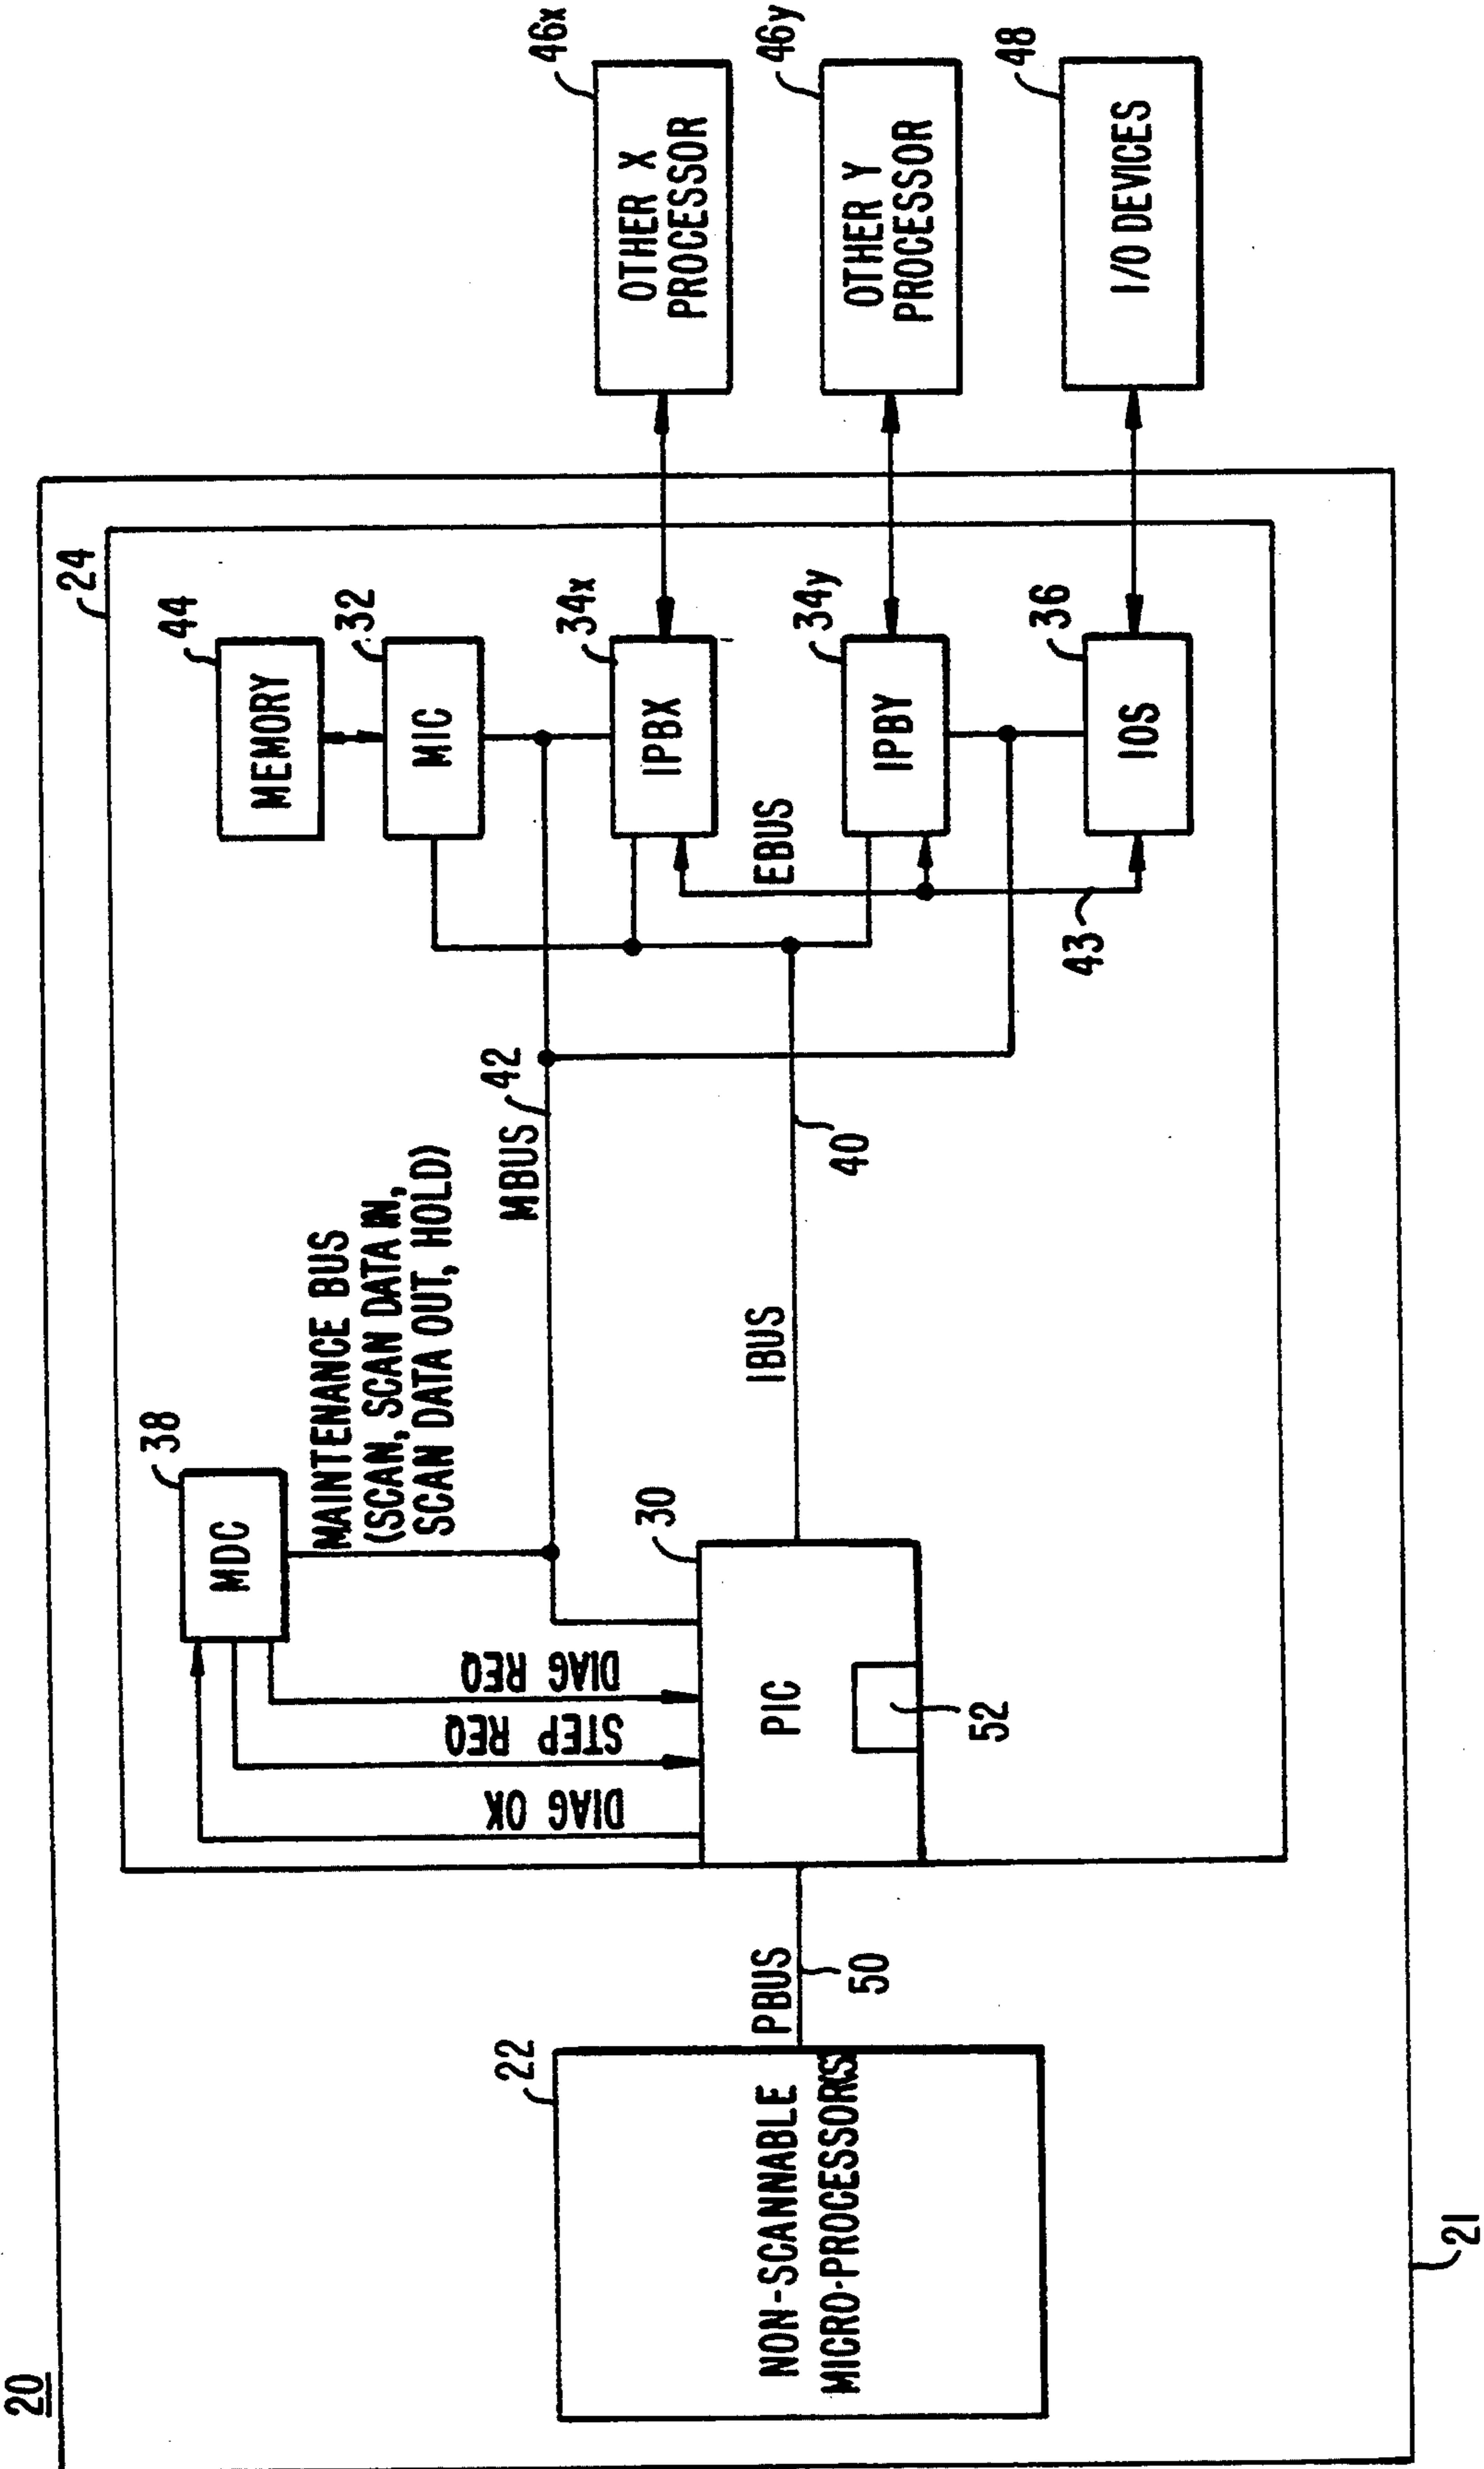 20
24
44
MEMORY
32
MIC
38
MDC
MAINTENANCE BUS
(SCAN, SCAN DATA IN,
SCAN DATA OUT, HOLD)
MBUS
42
34x
IPBX
46x
OTHER X
PROCESSOR
22
NON-SCANNABLE
MICRO-PROCESSOR(S)
PBUS
50
DIAG OK
STEP REQ
DIAG REQ
30
PIC
52
IBUS
40
EBUS
43
34y
IPBY
46y
OTHER Y
PROCESSOR
36
IOS
48
I/O DEVICES
21